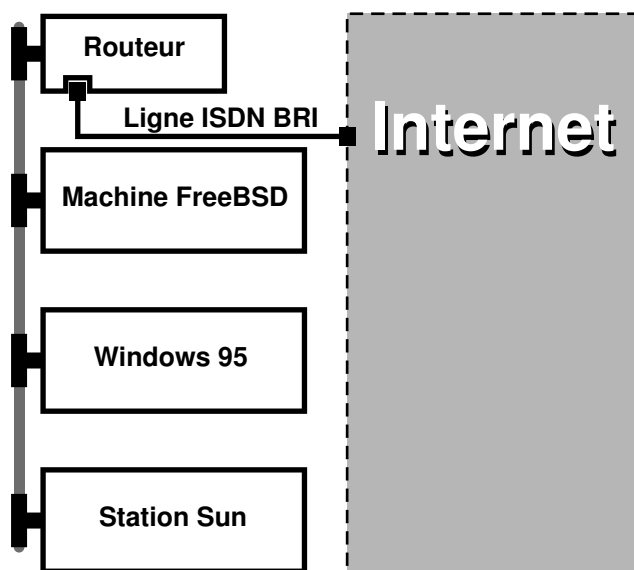 Routeur
Ligne ISDN BRI
Internet
Machine FreeBSD
Windows 95
Station Sun